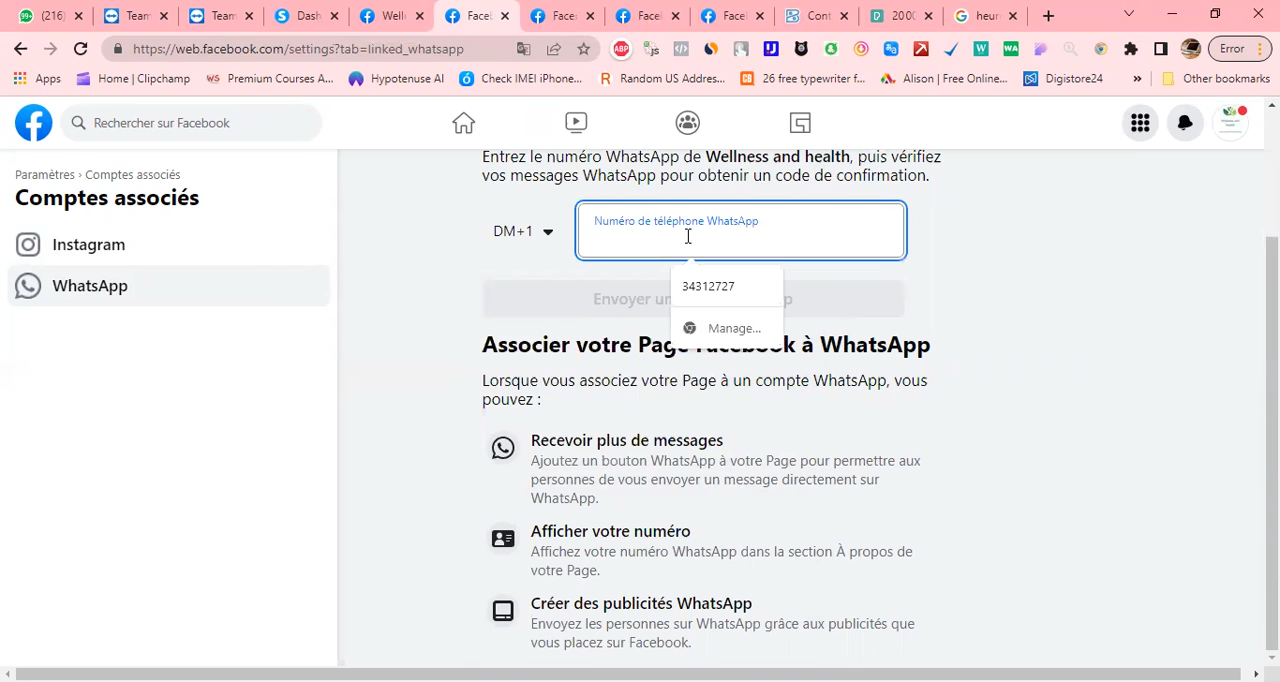 (216)
Team
Team
Dash
Welln
Facel
Facel
Facel
Facel
Cont
2000
heur
https://web.facebook.com/settings?tab=linked_whatsapp
Error
Apps
Home | Clipchamp
Premium Courses A...
Hypotenuse AI
Check IMEI iPhone...
Random US Addres...
26 free typewriter f...
Alison | Free Online...
Digistore24
»
Other bookmarks
Rechercher sur Facebook
Paramètres › Comptes associés
Comptes associés
Instagram
WhatsApp
Entrez le numéro WhatsApp de Wellness and health, puis vérifiez
vos messages WhatsApp pour obtenir un code de confirmation.
DM+1
Numéro de téléphone WhatsApp
34312727
Envoyer un
Manage...
Associer votre Page Facebook à WhatsApp
Lorsque vous associez votre Page à un compte WhatsApp, vous
pouvez :
Recevoir plus de messages
Ajoutez un bouton WhatsApp à votre Page pour permettre aux
personnes de vous envoyer un message directement sur
WhatsApp.
Afficher votre numéro
Affichez votre numéro WhatsApp dans la section À propos de
votre Page.
Créer des publicités WhatsApp
Envoyez les personnes sur WhatsApp grâce aux publicités que
vous placez sur Facebook.